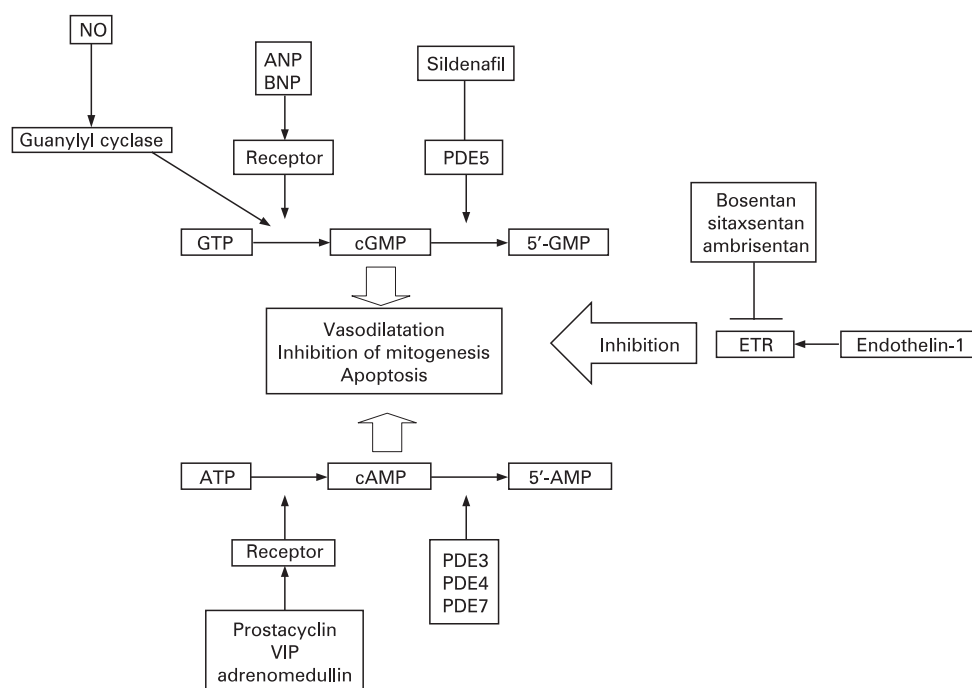 NO
ANP
BNP
Sildenafil
Guanylyl cyclase
Receptor
PDE5
Bosentan
sitaxsentan
ambrisentan
GTP
cGMP
5′-GMP
Vasodilatation
Inhibition of mitogenesis
Apoptosis
Inhibition
ETR
Endothelin-1
ATP
cAMP
5′-AMP
Receptor
PDE3
PDE4
PDE7
Prostacyclin
VIP
adrenomedullin